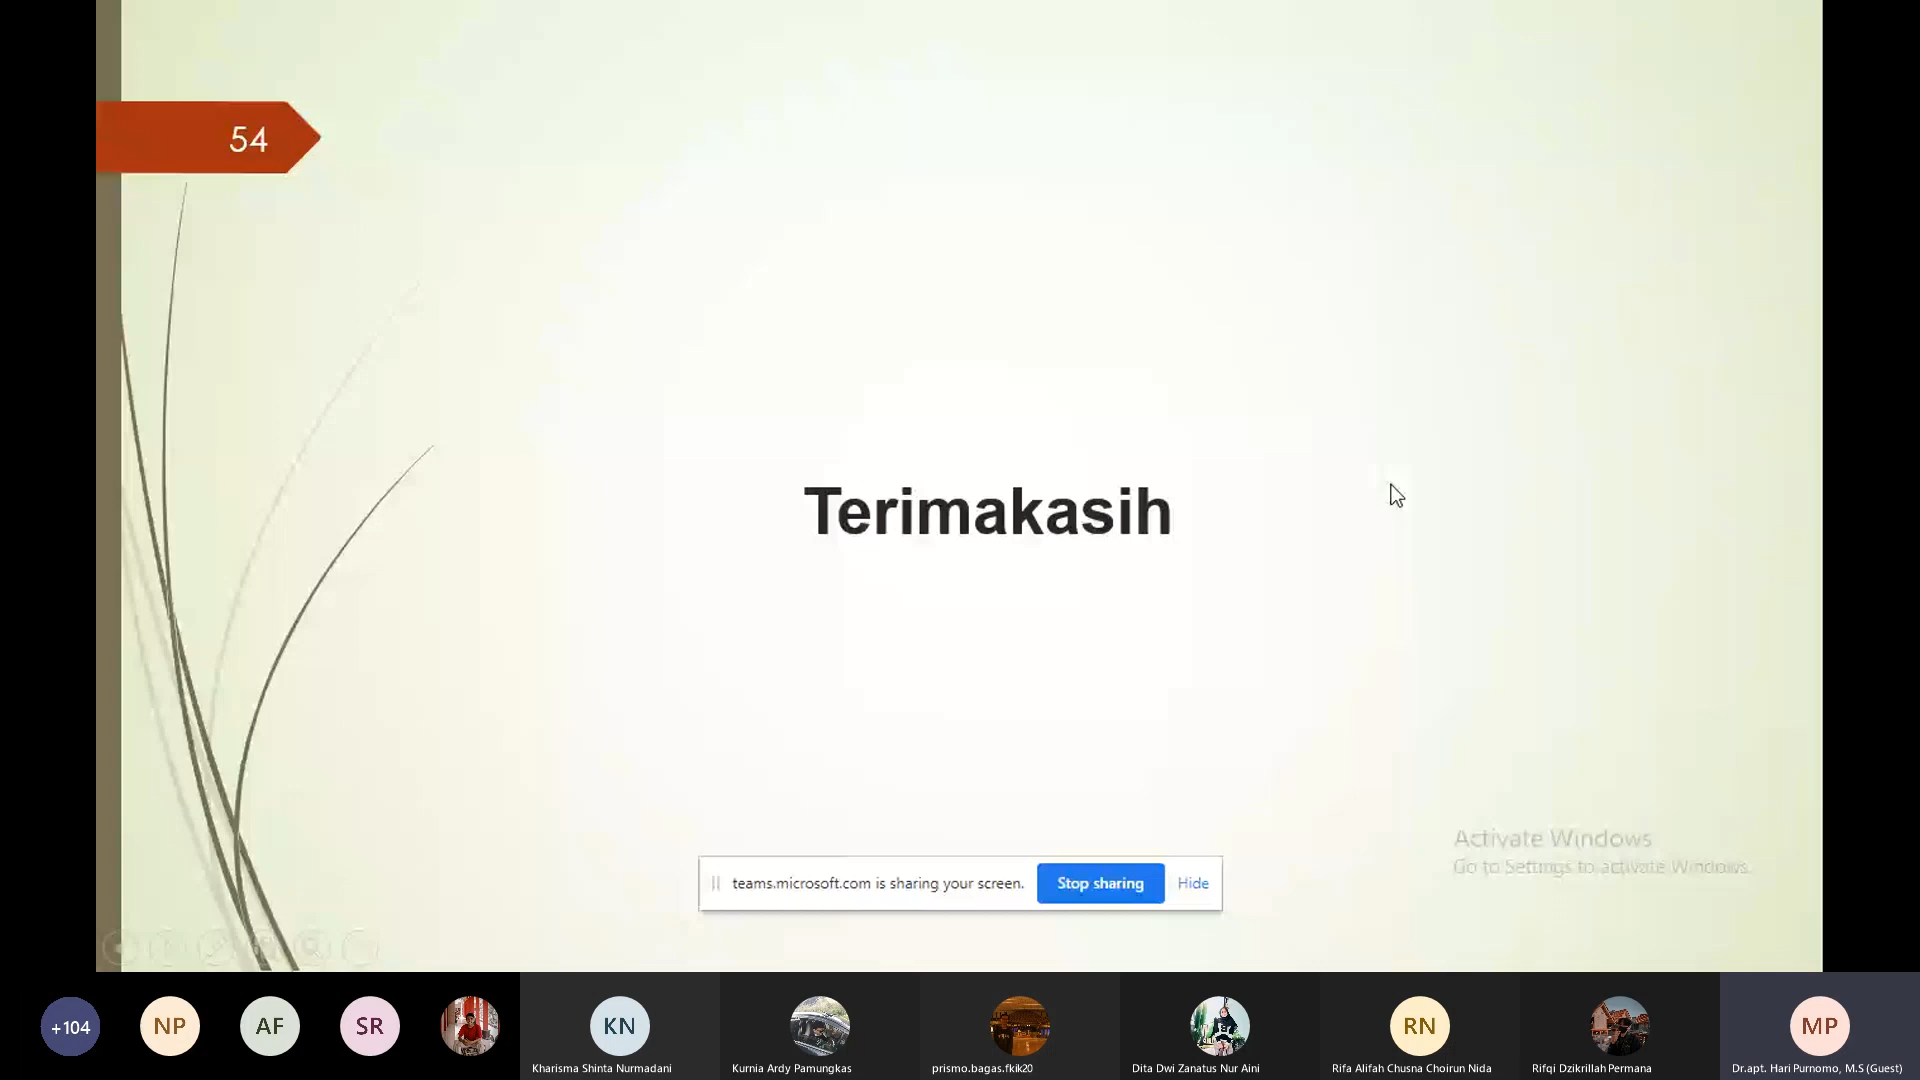 54
Terimakasih
Activate Windows
Go to Settings to activate Windows.
teams.microsoft.com is sharing your screen.
Stop sharing
Hide
+104
NP
AF
SR
KN
RN
MP
Kharisma Shinta Nurmadani
Kurnia Ardy Pamungkas
prismo.bagas.fkik20
Dita Dwi Zanatus Nur Aini
Rifa Alifah Chusna Choirun Nida
Rifqi Dzikrillah Permana
Dr.apt. Hari Purnomo, M.S (Guest)